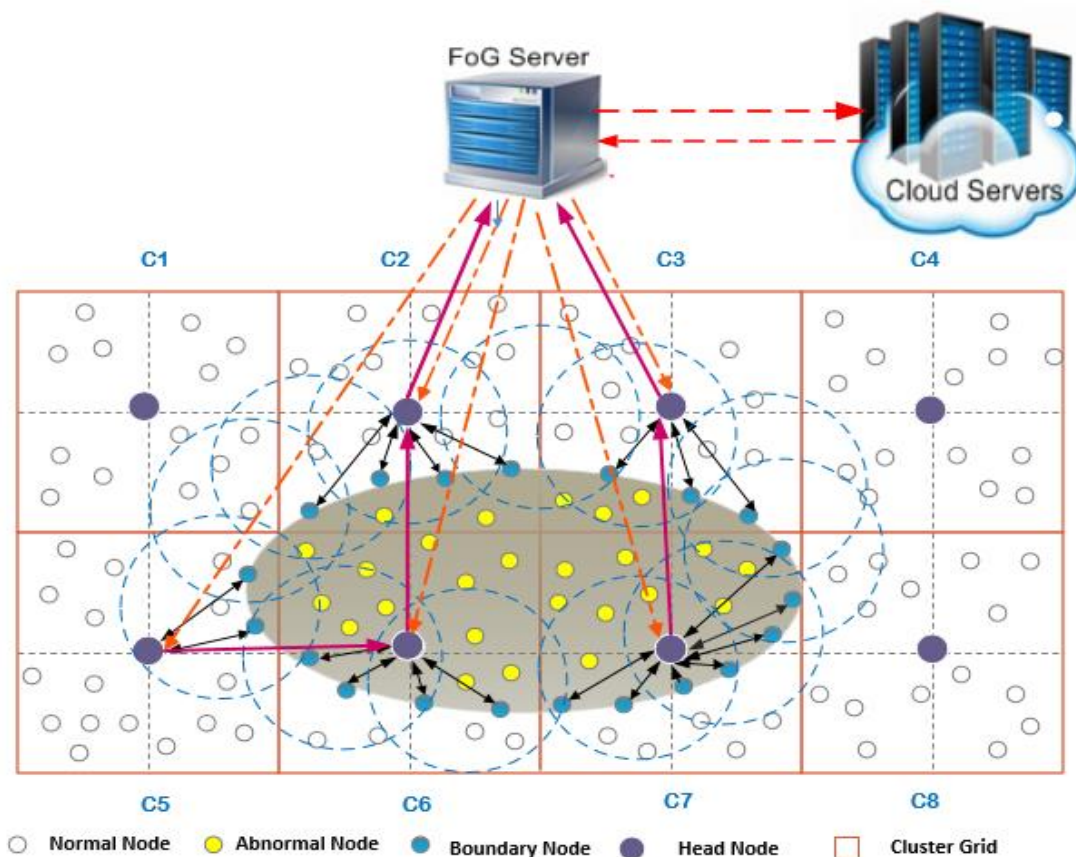 FoG Server
Cloud Servers
C1 C2 C3 C4
C5 C6 C7 C8
Normal Node Abnormal Node Boundary Node Head Node Cluster Grid